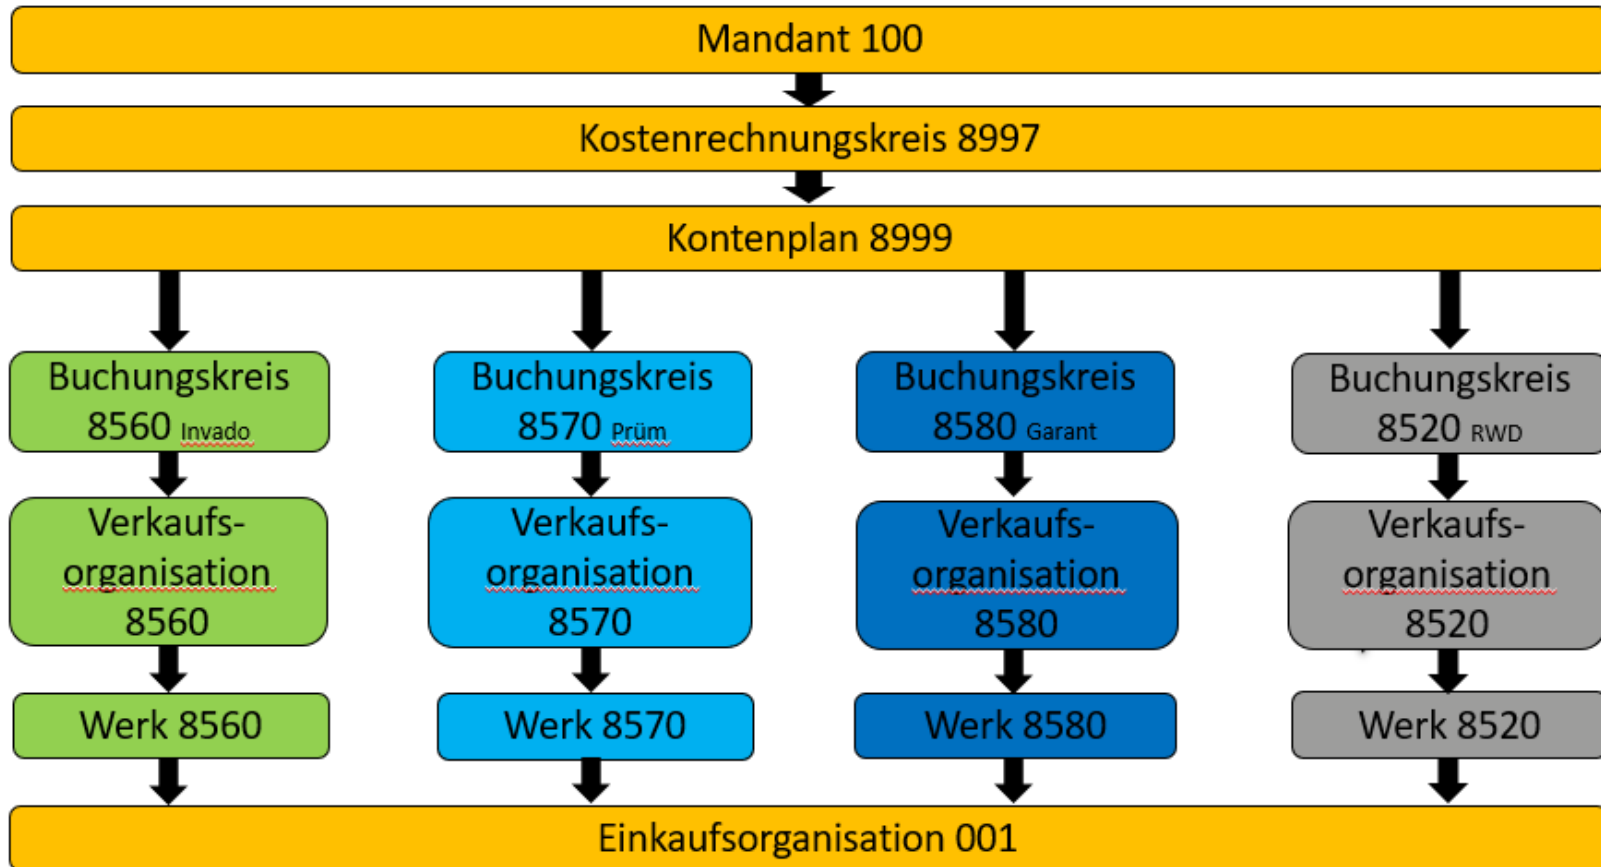 Mandant 100
Kostenrechnungskreis 8997
Kontenplan 8999
Buchungskreis
8560 Invado
Buchungskreis
8570 Prüm
Buchungskreis
8580 Garant
Buchungskreis
8520 RWD
Verkaufs-
organisation
8560
Verkaufs-
organisation
8570
Verkaufs-
organisation
8580
Verkaufs-
organisation
8520
Werk 8560
Werk 8570
Werk 8580
Werk 8520
Einkaufsorganisation 001